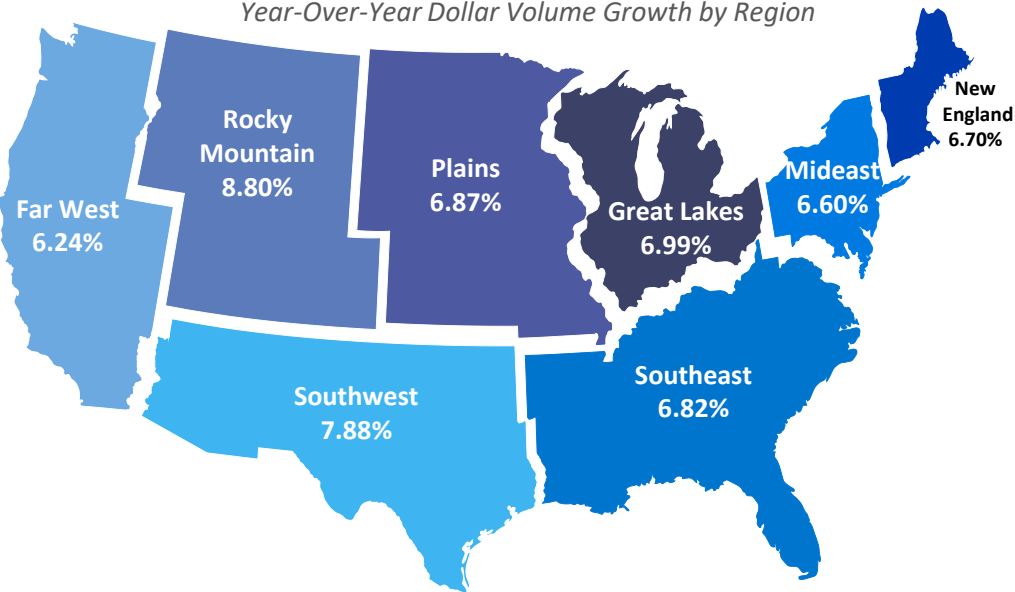 Year-Over-Year Dollar Volume Growth by Region
New
England
6.70%
Rocky
Mountain
8.80%
Plains
6.87%
Mideast
6.60%
Far West
6.24%
Great Lakes
6.99%
Southwest
7.88%
Southeast
6.82%